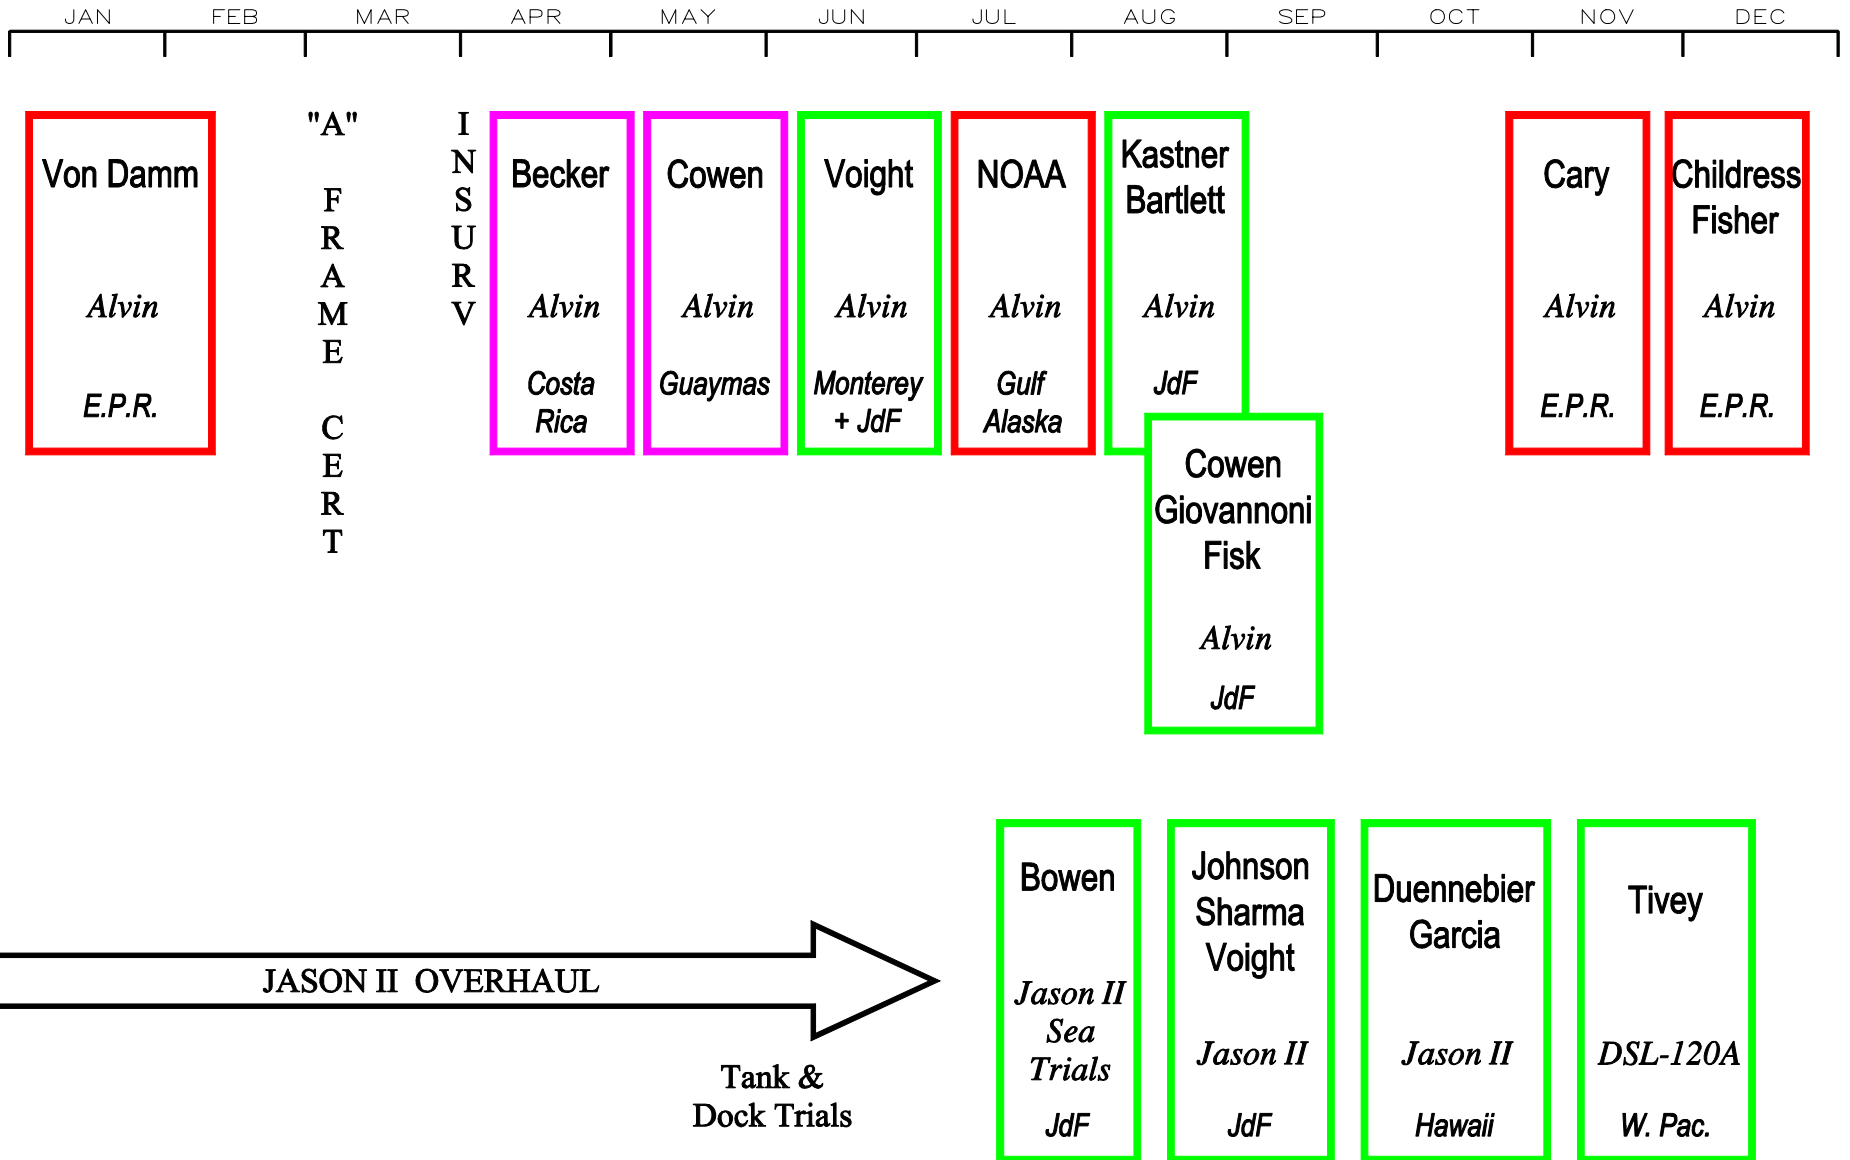 JAN FEB MAR APR MAY JUN JUL AUG SEP OCT NOV DEC
Von Damm
Alvin
E.P.R.
"A"
FRAME
CERT
INSURV
Becker
Alvin
Costa
Rica
Cowen
Alvin
Guaymas
Voight
Alvin
Monterey
+ JdF
NOAA
Alvin
Gulf
Alaska
Kastner
Bartlett
Alvin
JdF
Cowen
Giovannoni
Fisk
Alvin
JdF
Cary
Alvin
E.P.R.
Childress
Fisher
Alvin
E.P.R.
JASON II OVERHAUL
Tank &
Dock Trials
Bowen
Jason II
Sea
Trials
JdF
Johnson
Sharma
Voight
Jason II
JdF
Duennebier
Garcia
Jason II
Hawaii
Tivey
DSL-120A
W. Pac.